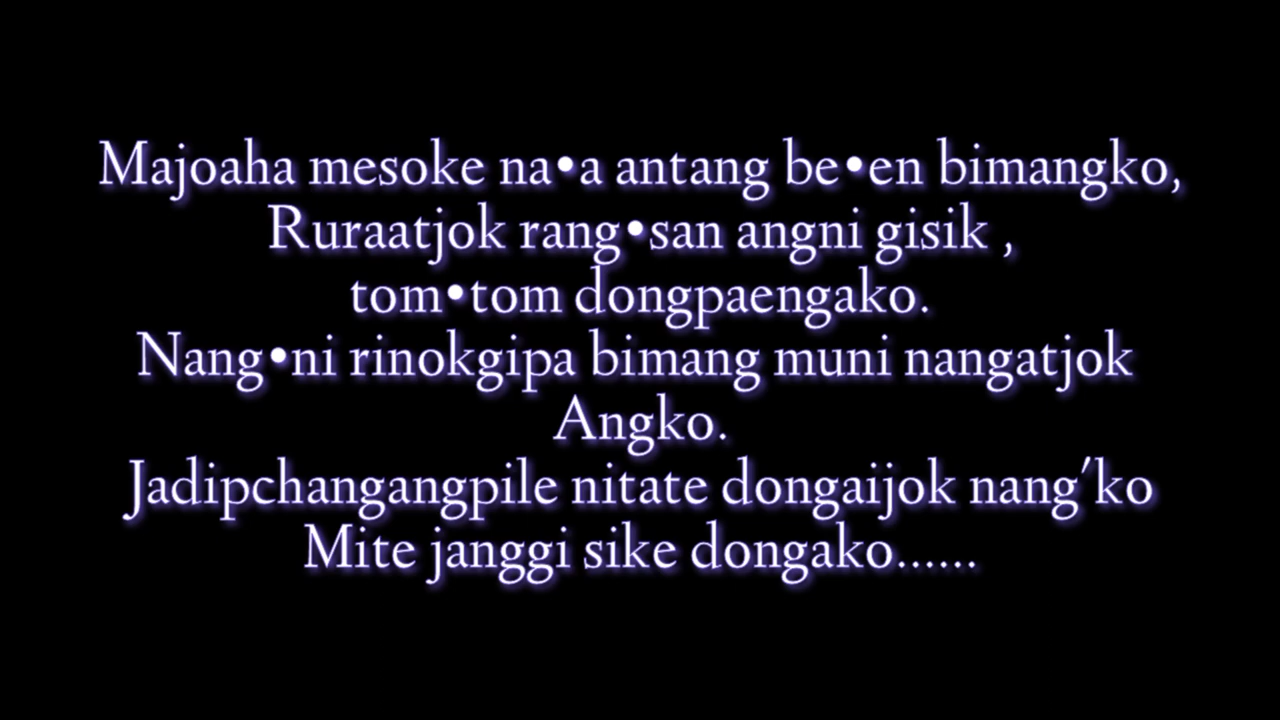 Majoaha mesoke na•a antang be•en bimangko,
Ruraatjok rang•san angni gisik ,
tom•tom dongpaengako.
Nang•ni rinokgipa bimang muni nangatjok
Angko.
Jadipchangangpile nitate dongaijok nang'ko
Mite janggi sike dongako......